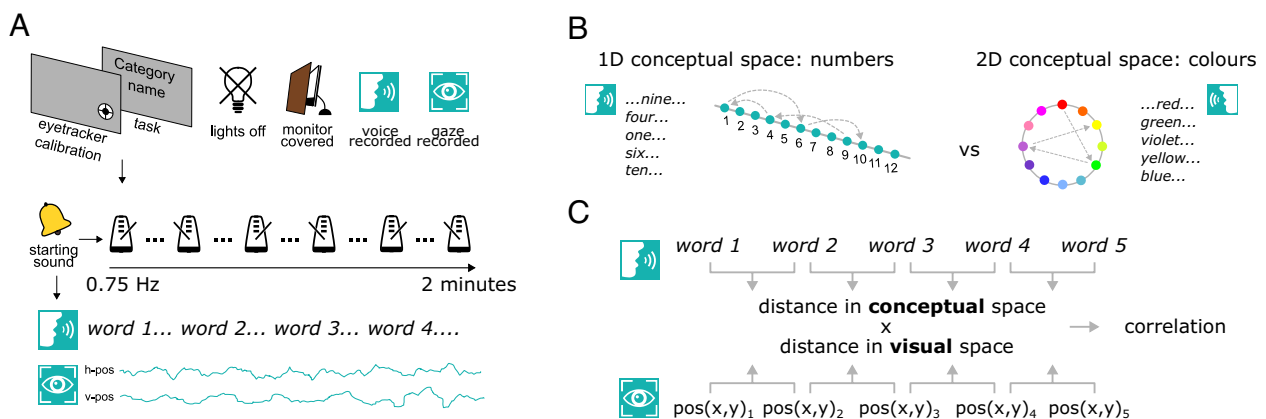 A
Category
name
eyetracker
calibration
task
lights off
monitor
covered
voice
recorded
gaze
recorded
starting
sound
...
...
...
...
...
0.75 Hz
2 minutes
word 1... word 2... word 3... word 4....
h-pos
v-pos
B
1D conceptual space: numbers
...nine...
four...
one...
six...
ten...
1 2 3 4 5 6 7 8 9 10 11 12
vs
2D conceptual space: colours
...red...
green...
violet...
yellow...
blue...
C
word 1 word 2 word 3 word 4 word 5
distance in conceptual space
x
distance in visual space
correlation
pos(x,y)1 pos(x,y)2 pos(x,y)3 pos(x,y)4 pos(x,y)5